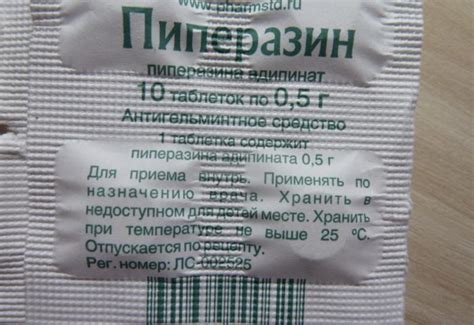 www.pharmstd.ru
Пиперазин
пиперазина адипинат
10 таблеток по 0,5 г
Антигельминтное средство
1 таблетка содержит
пиперазина адипината 0,5 г
Для приема внутрь. Применять по
назначению врача. Хранить в
недоступном для детей месте. Хранить
при температуре не выше 25 ºС.
Отпускается по рецепту.
Рег. номер: ЛС-002525